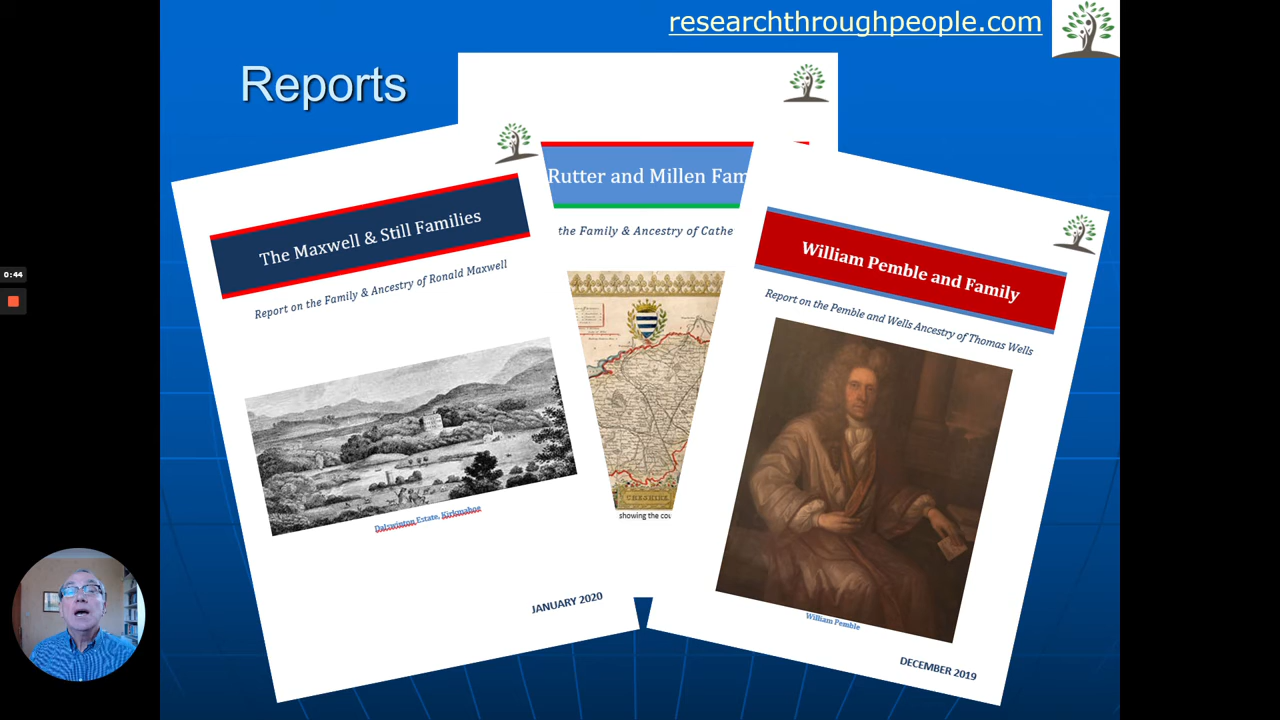 researchthroughpeople.com
Reports
The Maxwell & Still Families
Report on the Family & Ancestry of Ronald Maxwell
Dalswinton Estate, Kirkmahoe
JANUARY 2020
Rutter and Millen Fam
the Family & Ancestry of Cathe
CHESHIRE
showing the cou
William Pemble and Family
Report on the Pemble and Wells Ancestry of Thomas Wells
William Pemble
DECEMBER 2019
0:44